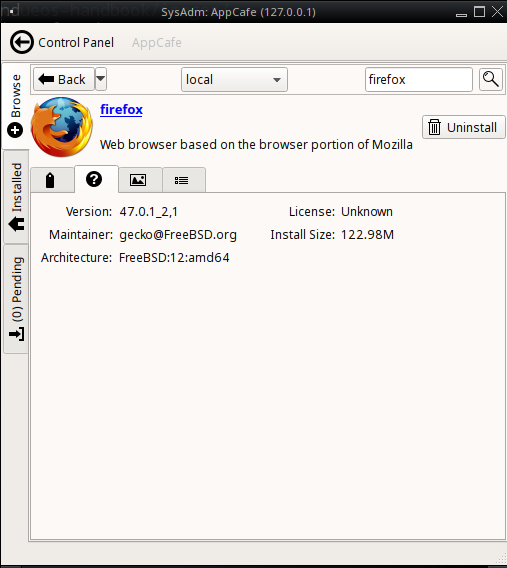 SysAdm: AppCafe (127.0.0.1)
Control Panel AppCafe
Browse
Installed
(0) Pending
Back local firefox
firefox
Web browser based on the browser portion of Mozilla
Uninstall
Version: 47.0.1_2,1 License: Unknown
Maintainer: gecko@FreeBSD.org Install Size: 122.98M
Architecture: FreeBSD:12:amd64